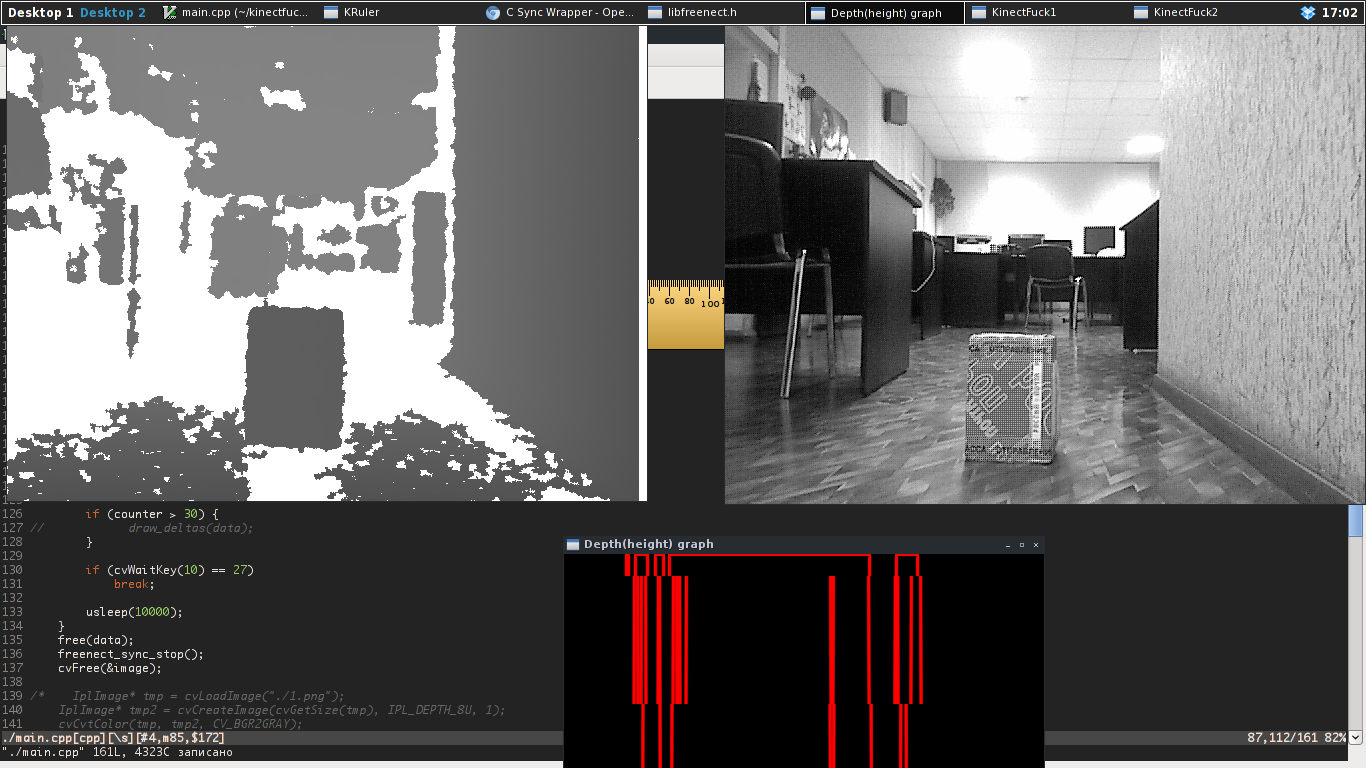 Desktop 1 Desktop 2 main.cpp (~/kinectfuc... KRuler C Sync Wrapper - Ope... libfreenect.h Depth(height) graph KinectFuck1 KinectFuck2 17:02
60 80 100
126 if (counter > 30) {
127 // draw_deltas(data);
128 }
129
130 if (cvWaitKey(10) == 27)
131 break;
132
133 usleep(10000);
134 }
135 free(data);
136 freenect_sync_stop();
137 cvFree(&image);
138
139 /* IplImage* tmp = cvLoadImage("./1.png");
140 IplImage* tmp2 = cvCreateImage(cvGetSize(tmp), IPL_DEPTH_8U, 1);
141 cvCvtColor(tmp, tmp2, CV_BGR2GRAY);
./main.cpp[cpp][\s][#4,m85,$172] 87,112/161 82%
"./main.cpp" 161L, 4323C записано
Depth(height) graph